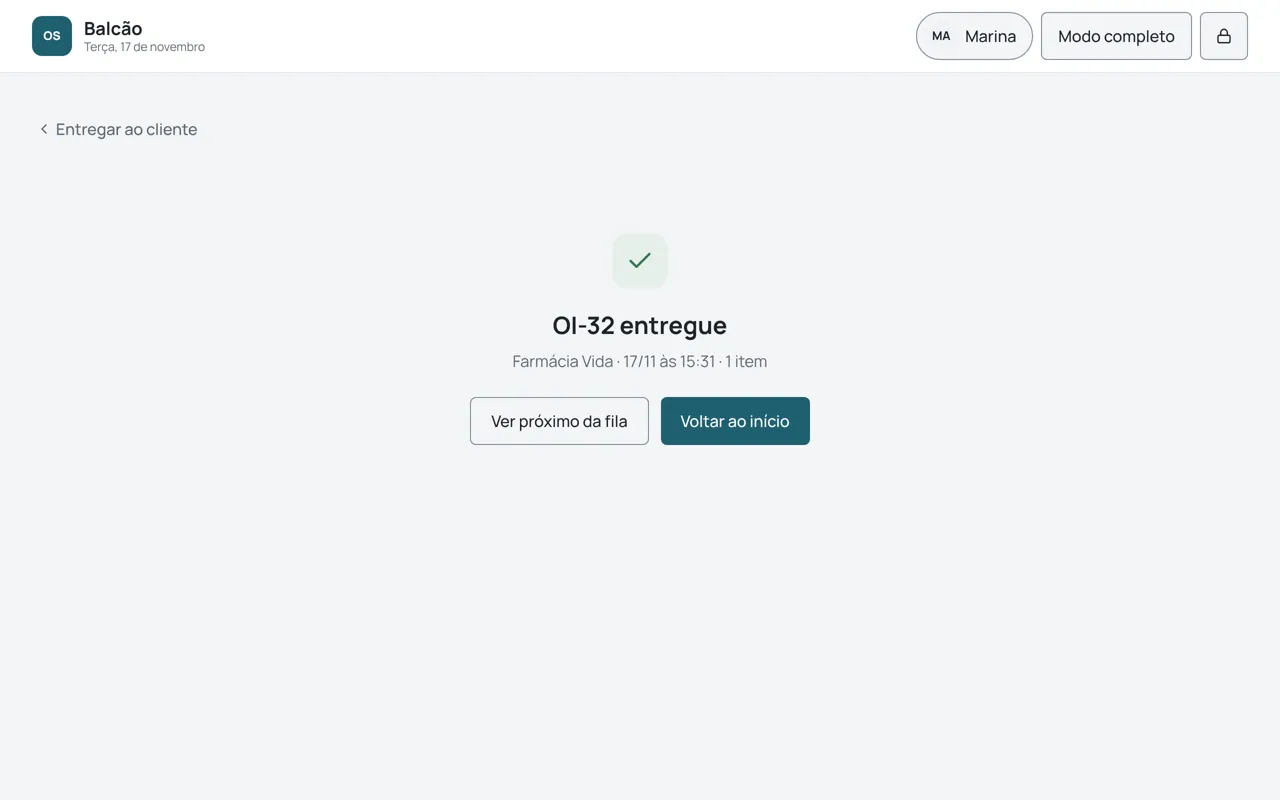 OS
Balcão
Terça, 17 de novembro
MA Marina
Modo completo
Entregar ao cliente
OI-32 entregue
Farmácia Vida · 17/11 às 15:31 · 1 item
Ver próximo da fila
Voltar ao início